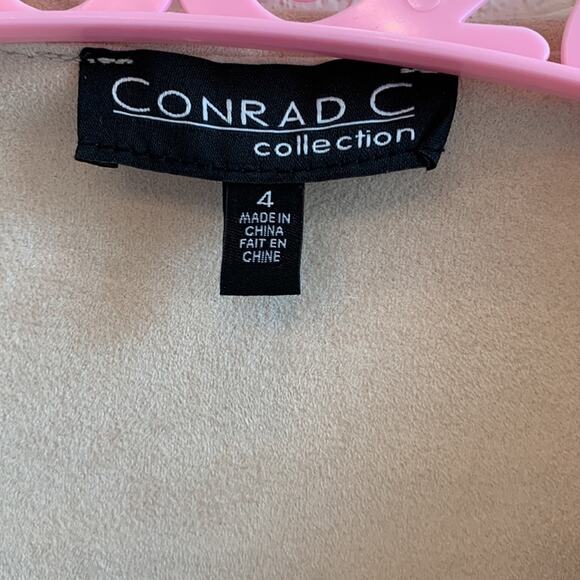 CONRAD C
collection
4
MADE IN
CHINA
FAIT EN
CHINE